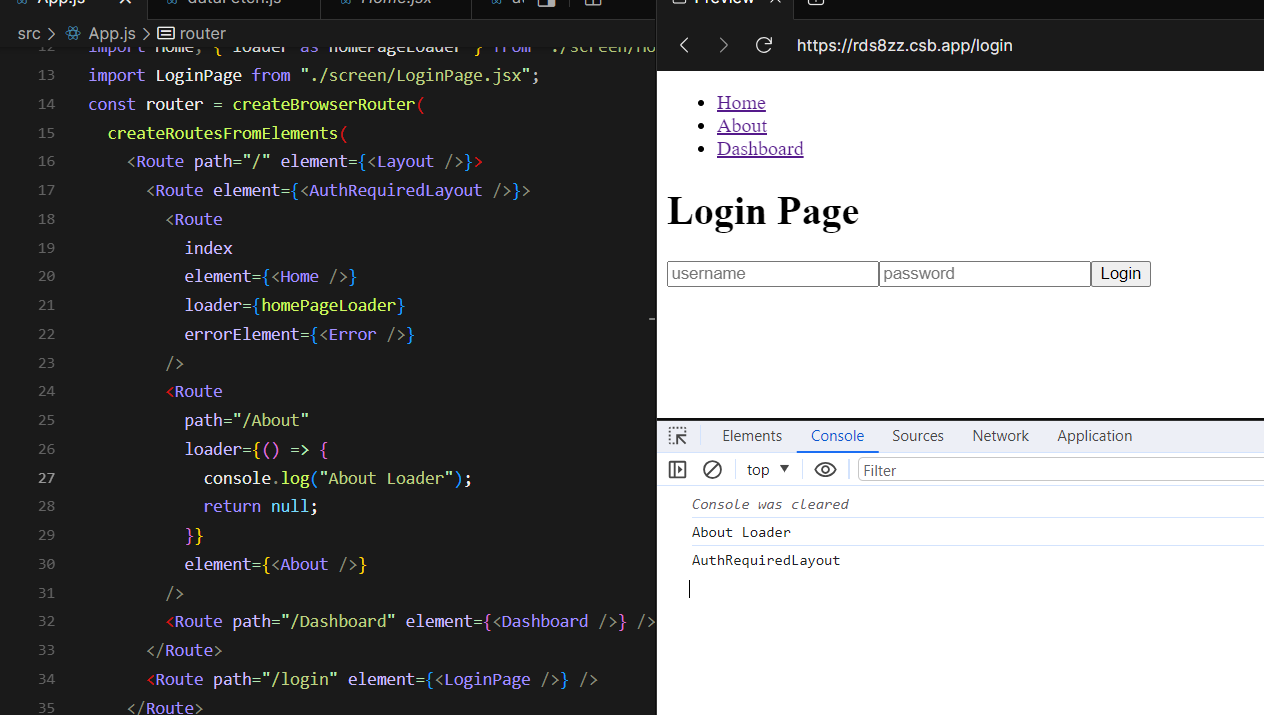 App.js
dataFetch.js
Home.jsx
src > App.js > router
12 import Home, { loader as homePageLoader } from "./screen/Ho
13 import LoginPage from "./screen/LoginPage.jsx";
14 const router = createBrowserRouter(
15 createRoutesFromElements(
16 <Route path="/" element={<Layout />}>
17 <Route element={<AuthRequiredLayout />}>
18 <Route
19 index
20 element={<Home />}
21 loader={homePageLoader}
22 errorElement={<Error />}
23 />
24 <Route
25 path="/About"
26 loader={() => {
27 console.log("About Loader");
28 return null;
29 }}
30 element={<About />}
31 />
32 <Route path="/Dashboard" element={<Dashboard />} />
33 </Route>
34 <Route path="/login" element={<LoginPage />} />
35 </Route>
Preview
https://rds8zz.csb.app/login
Home
About
Dashboard
Login Page
username password Login
Elements Console Sources Network Application
top Filter
Console was cleared
About Loader
AuthRequiredLayout